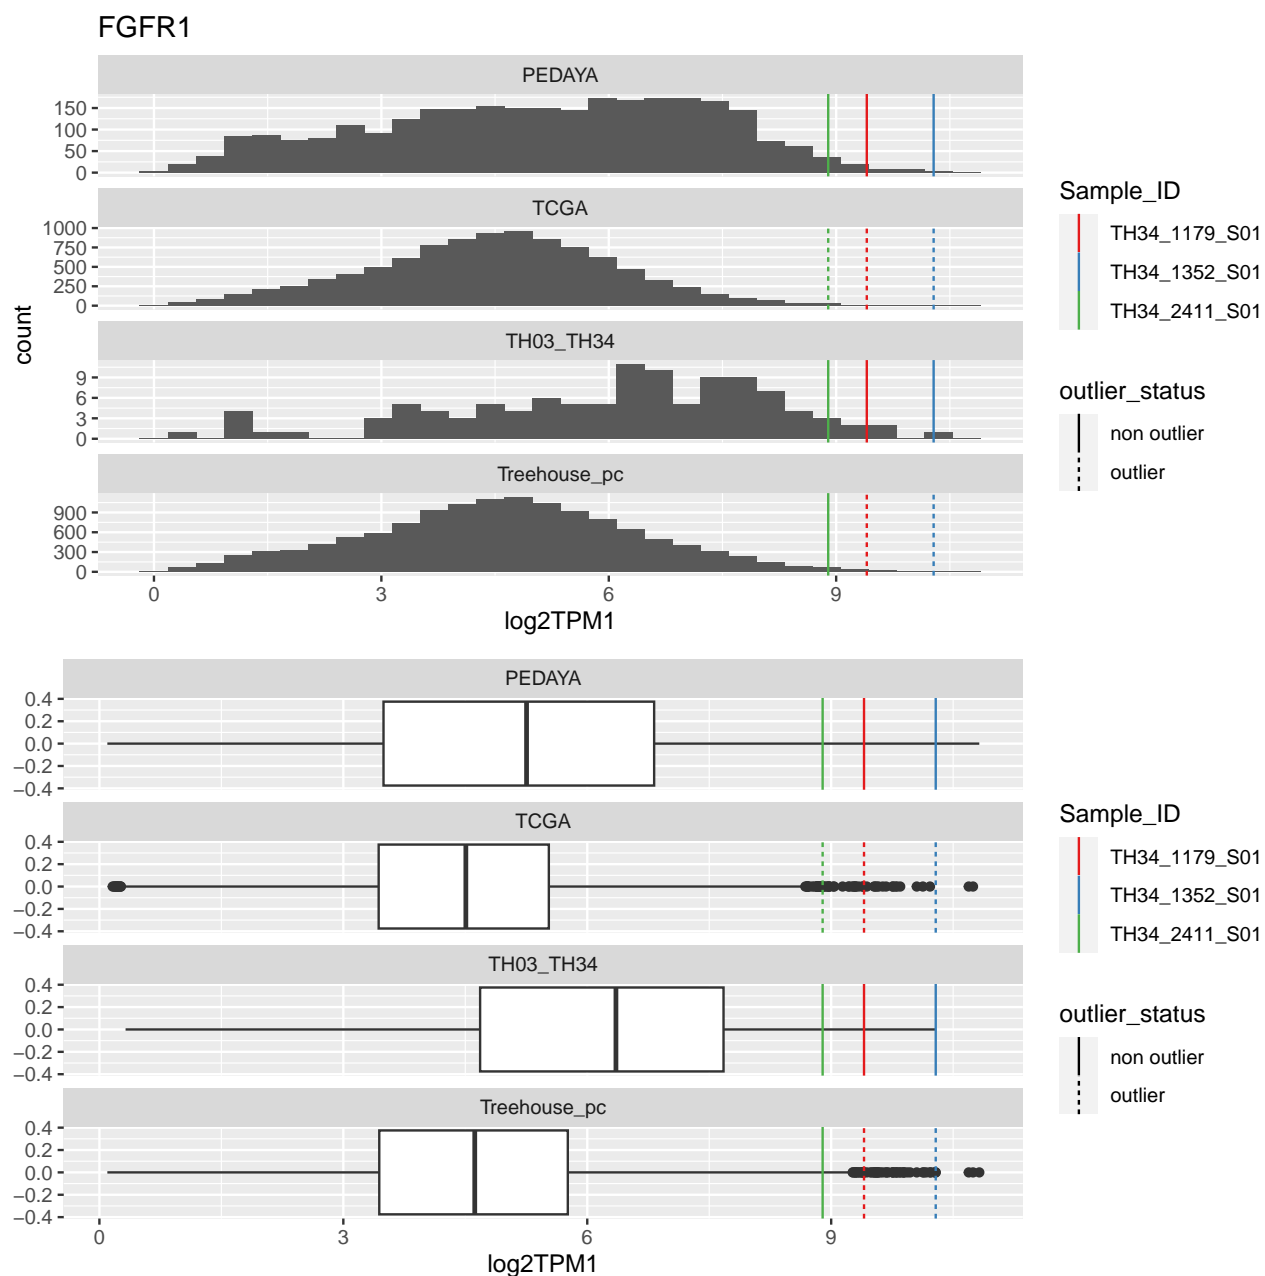 FGFR1
PEDAYA
150
100
50
0
TCGA
1000
750
500
250
0
TH03_TH34
9
6
3
0
Treehouse_pc
900
600
300
0
0 3 6 9
log2TPM1
count
Sample_ID
TH34_1179_S01
TH34_1352_S01
TH34_2411_S01
outlier_status
non outlier
outlier
PEDAYA
0.4
0.2
0.0
−0.2
−0.4
TCGA
0.4
0.2
0.0
−0.2
−0.4
TH03_TH34
0.4
0.2
0.0
−0.2
−0.4
Treehouse_pc
0.4
0.2
0.0
−0.2
−0.4
0 3 6 9
log2TPM1
Sample_ID
TH34_1179_S01
TH34_1352_S01
TH34_2411_S01
outlier_status
non outlier
outlier